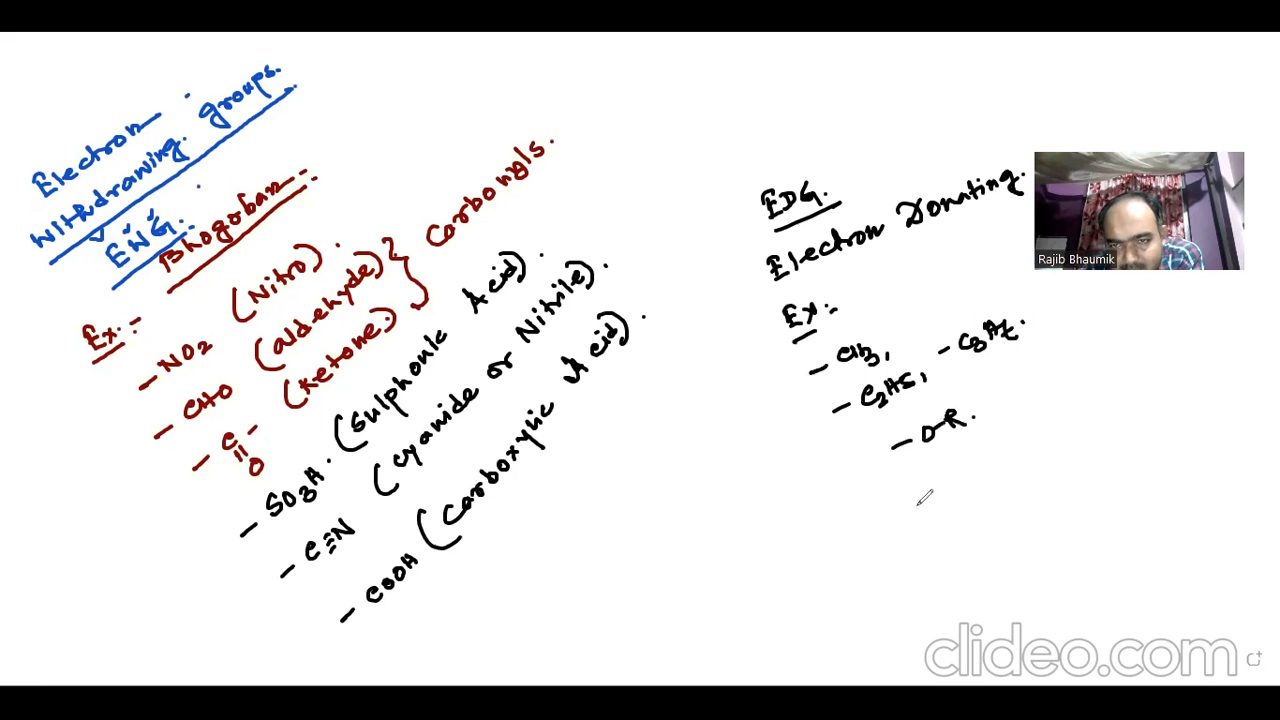 Electron
Withdrawing groups.
EWG.
Bhogoban :-
Ex :-
- NO2 (Nitro).
- CHO (aldehyde) } Carbonyls.
- C - (Ketone)
O
- SO3H. (Sulphonic Acid).
- C≡N (Cyanide or Nitrile).
- COOH (Carboxylic Acid).
EDG.
Electron Donating.
Ex :-
- CH3,
- C2H5, - C3H7.
- O-R.
Rajib Bhaumik
clideo.com